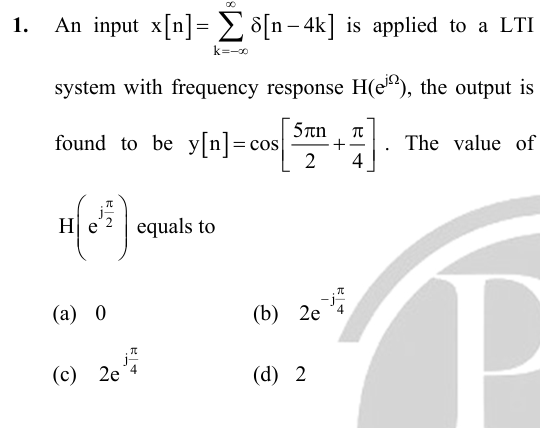 1. An input x[n] = ∑_{k=-∞}^{∞} δ[n − 4k] is applied to a LTI
system with frequency response H(e^{jΩ}), the output is
found to be y[n] = cos[5πn/2 + π/4]. The value of
H(e^{jπ/2}) equals to
(a) 0 (b) 2e^{-jπ/4}
(c) 2e^{jπ/4} (d) 2
P